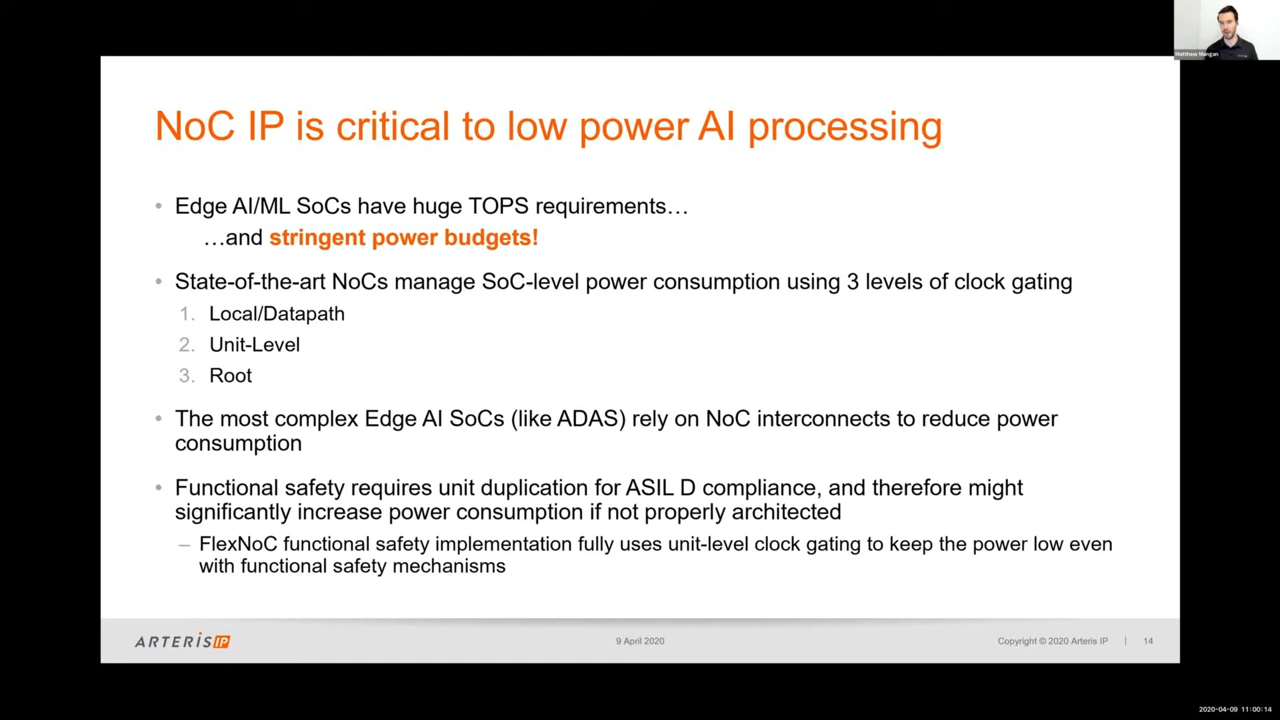 Matthew Mangan
NoC IP is critical to low power AI processing
• Edge AI/ML SoCs have huge TOPS requirements…
…and stringent power budgets!
• State-of-the-art NoCs manage SoC-level power consumption using 3 levels of clock gating
1. Local/Datapath
2. Unit-Level
3. Root
• The most complex Edge AI SoCs (like ADAS) rely on NoC interconnects to reduce power
consumption
• Functional safety requires unit duplication for ASIL D compliance, and therefore might
significantly increase power consumption if not properly architected
– FlexNoC functional safety implementation fully uses unit-level clock gating to keep the power low even
with functional safety mechanisms
ARTERIS IP
9 April 2020
Copyright © 2020 Arteris IP | 14
2020-04-09 11:00:14